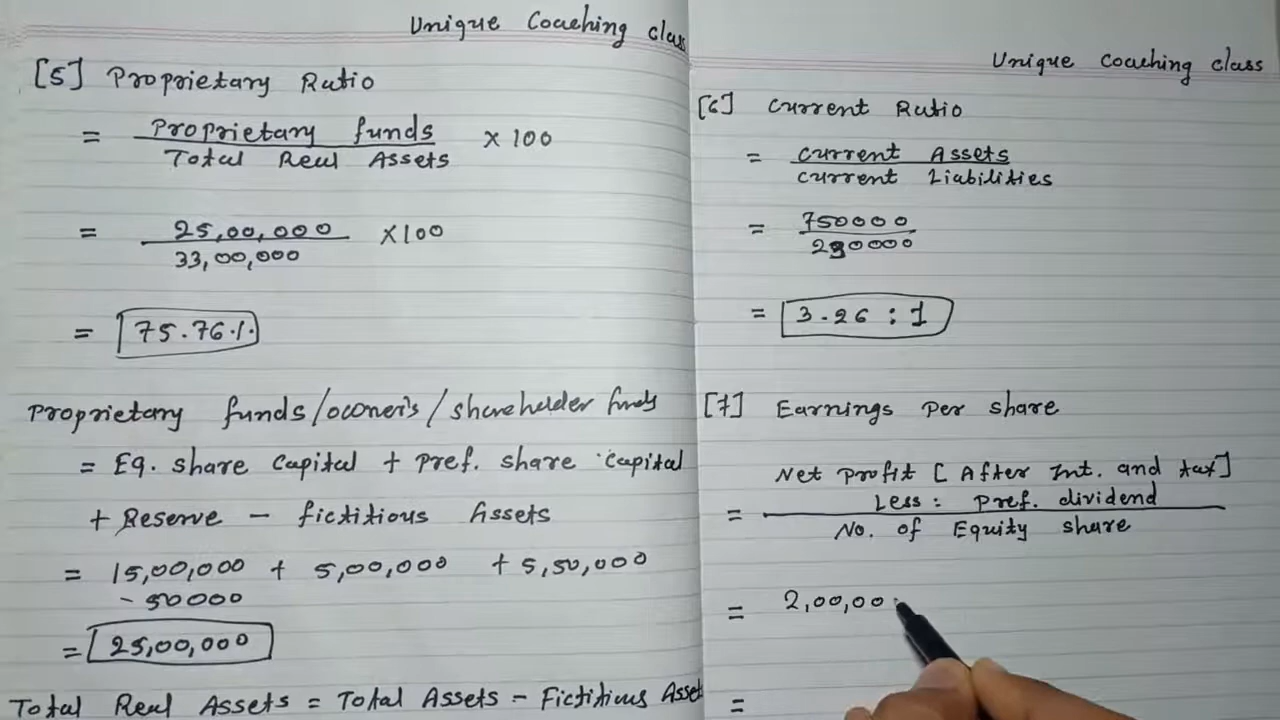 Unique Coaching class
[5] Proprietary Ratio
= Proprietary funds × 100
Total Real Assets
= 25,00,000 ×100
33,00,000
= 75.76%
Proprietary funds/owner's/shareholder funds
= Eq. share capital + Pref. share capital
+ Reserve - fictitious Assets
= 15,00,000 + 5,00,000 + 5,50,000
- 50000
= 25,00,000
Total Real Assets = Total Assets - Fictitious Asset
Unique Coaching class
[6] Current Ratio
= Current Assets
Current Liabilities
= 750000
230000
= 3.26 : 1
[7] Earnings Per share
Net Profit [After Int. and tax]
Less: Pref. dividend
= No. of Equity share
= 2,00,00
=